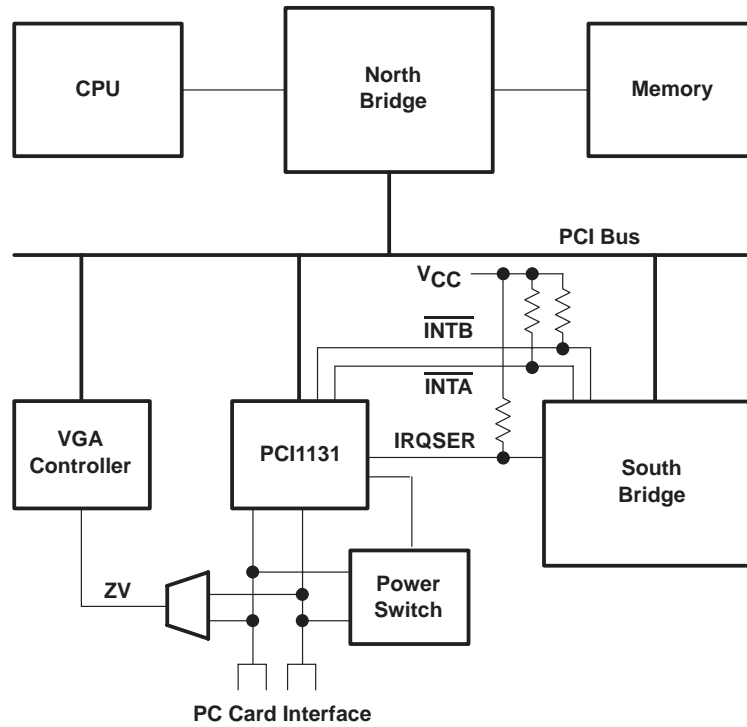 CPU
North
Bridge
Memory
PCI Bus
VCC
INTB
INTA
VGA
Controller
PCI1131
IRQSER
South
Bridge
ZV
Power
Switch
PC Card Interface